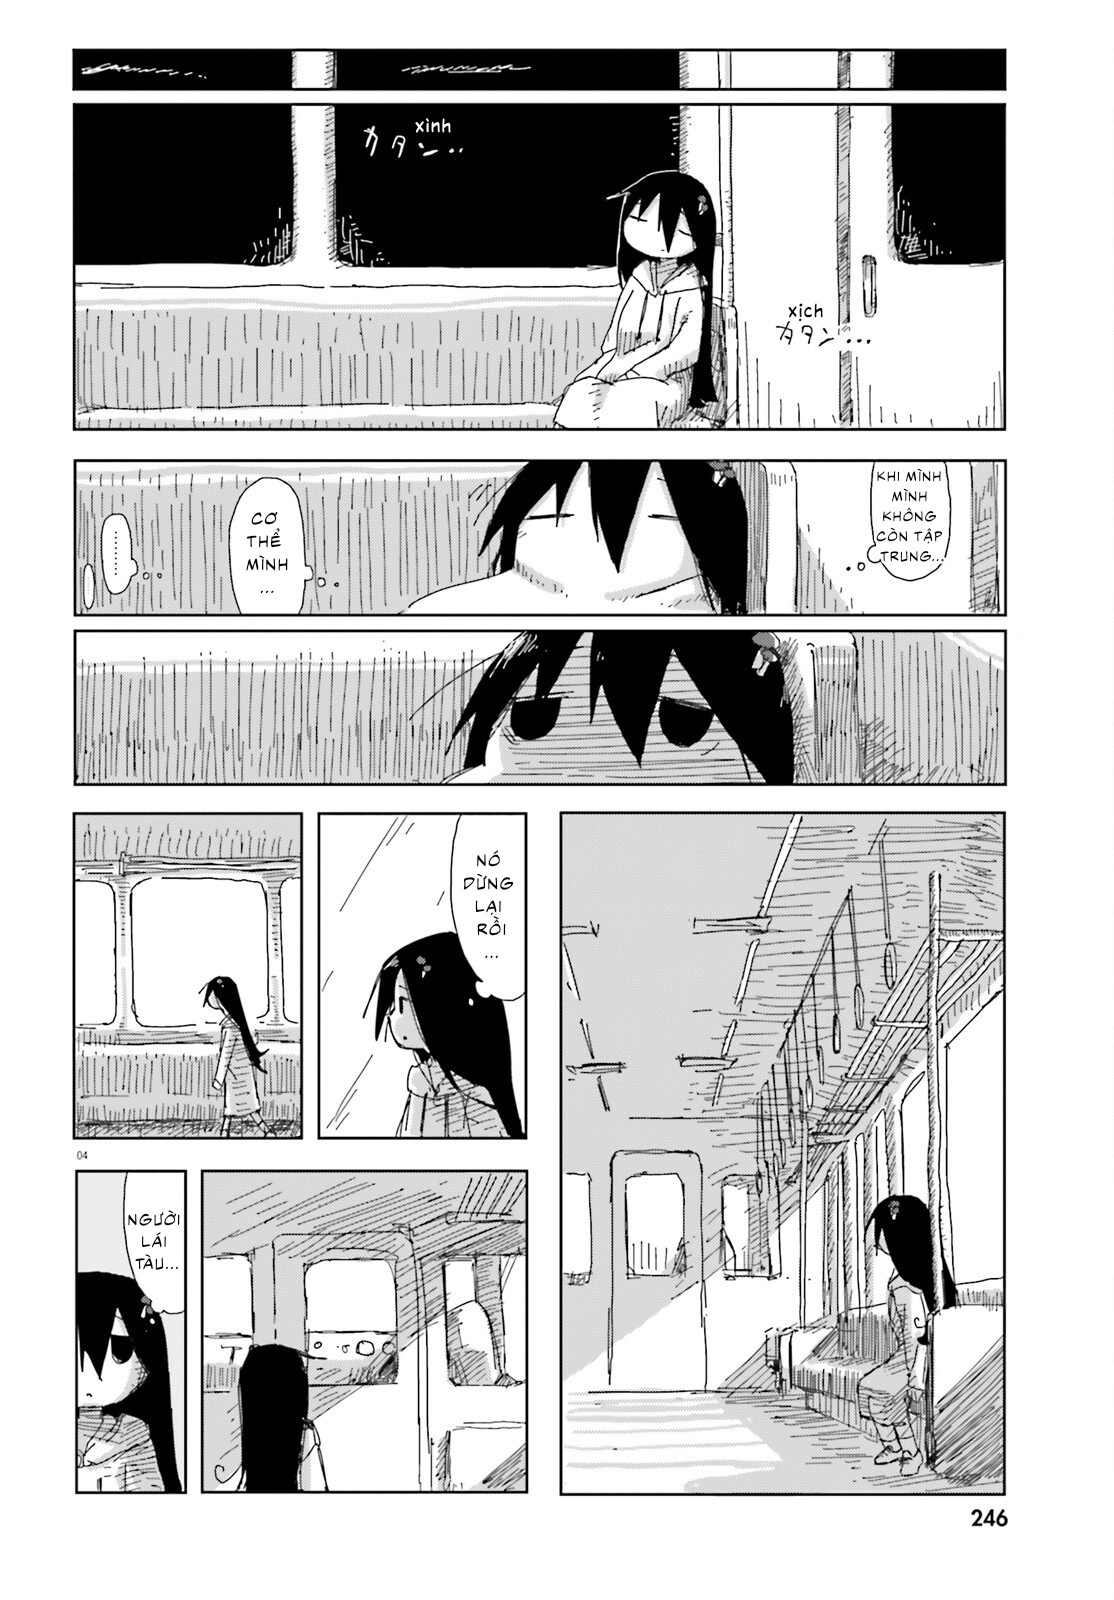 xình
カタン・・
xịch
カタン・・・
KHI MÌNH
MÌNH
KHÔNG
CÒN TẬP
TRUNG...
CƠ
THỂ
MÌNH
...
.........
NÓ
DỪNG
LẠI
RỒI
...
04
NGƯỜI
LÁI
TÀU...
246